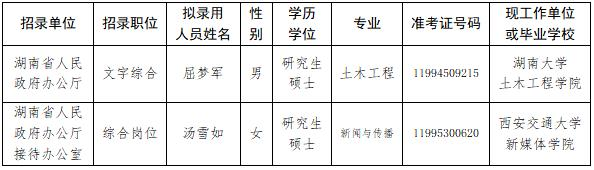 招录单位 招录职位 拟录用人员姓名 性别 学历学位 专业 准考证号码 现工作单位或毕业学校
湖南省人民政府办公厅 文字综合 屈梦军 男 研究生硕士 土木工程 11994509215 湖南大学土木工程学院
湖南省人民政府办公厅接待办公室 综合岗位 汤雪如 女 研究生硕士 新闻与传播 11995300620 西安交通大学新媒体学院